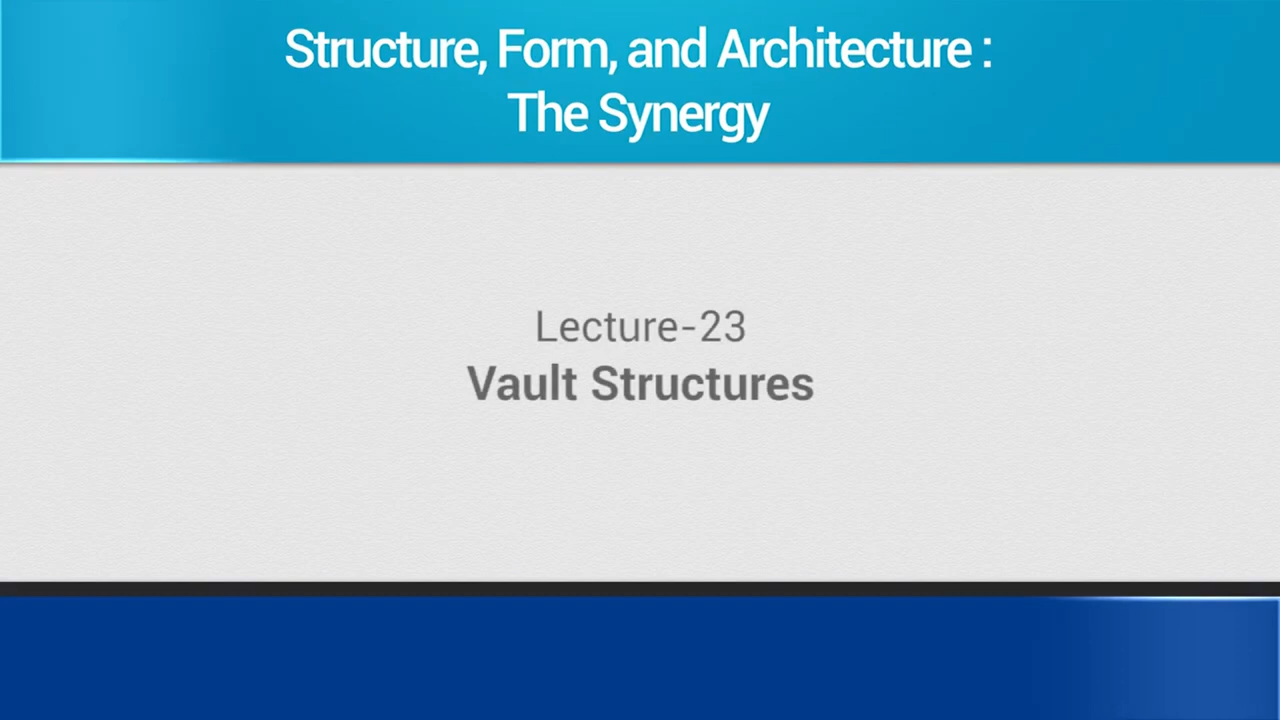 Structure, Form, and Architecture :
The Synergy
Lecture-23
Vault Structures